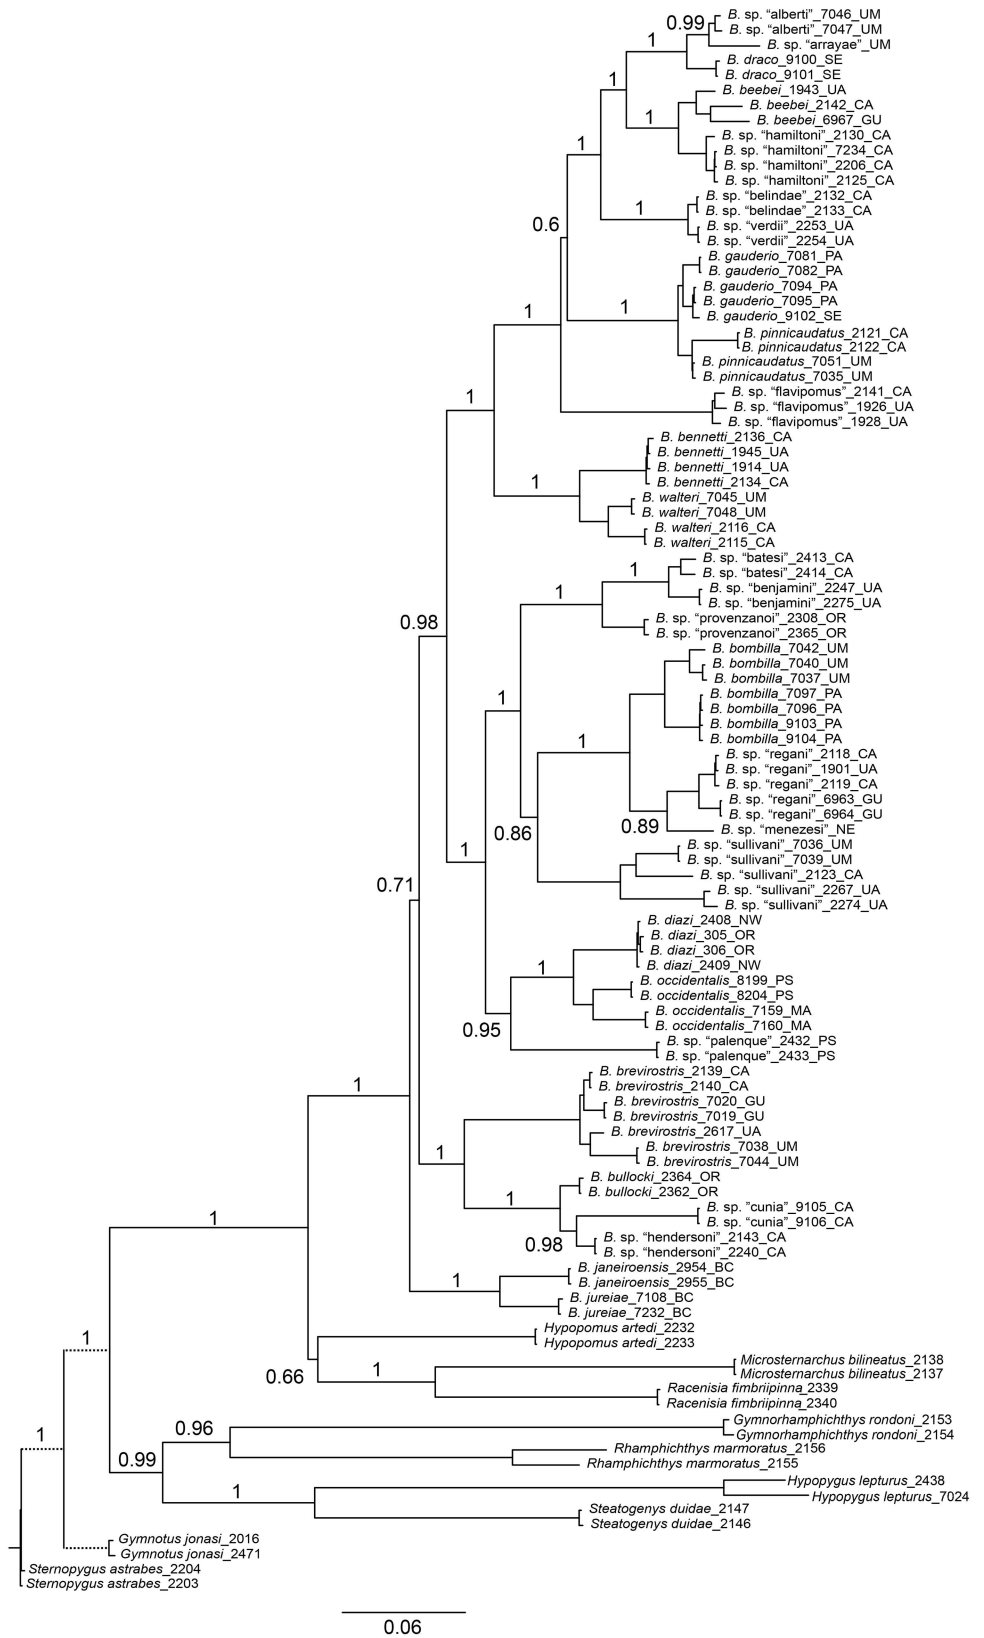 B. sp. “alberti”_7046_UM
0.99
B. sp. “alberti”_7047_UM
1
B. sp. “arrayae”_UM
B. draco_9100_SE
B. draco_9101_SE
1
B. beebei_1943_UA
B. beebei_2142_CA
1
B. beebei_6967_GU
B. sp. “hamiltoni”_2130_CA
1
B. sp. “hamiltoni”_7234_CA
B. sp. “hamiltoni”_2206_CA
B. sp. “hamiltoni”_2125_CA
B. sp. “belindae”_2132_CA
1
B. sp. “belindae”_2133_CA
0.6
B. sp. “verdii”_2253_UA
B. sp. “verdii”_2254_UA
B. gauderio_7081_PA
B. gauderio_7082_PA
B. gauderio_7094_PA
B. gauderio_7095_PA
1
1
B. gauderio_9102_SE
B. pinnicaudatus_2121_CA
B. pinnicaudatus_2122_CA
B. pinnicaudatus_7051_UM
B. pinnicaudatus_7035_UM
1
B. sp. “flavipomus”_2141_CA
B. sp. “flavipomus”_1926_UA
B. sp. “flavipomus”_1928_UA
B. bennetti_2136_CA
B. bennetti_1945_UA
B. bennetti_1914_UA
1
B. bennetti_2134_CA
B. walteri_7045_UM
B. walteri_7048_UM
B. walteri_2116_CA
B. walteri_2115_CA
B. sp. “batesi”_2413_CA
1
B. sp. “batesi”_2414_CA
1
B. sp. “benjamini”_2247_UA
B. sp. “benjamini”_2275_UA
0.98
B. sp. “provenzanoi”_2308_OR
B. sp. “provenzanoi”_2365_OR
B. bombilla_7042_UM
B. bombilla_7040_UM
B. bombilla_7037_UM
1
B. bombilla_7097_PA
B. bombilla_7096_PA
B. bombilla_9103_PA
1
B. bombilla_9104_PA
B. sp. “regani”_2118_CA
B. sp. “regani”_1901_UA
B. sp. “regani”_2119_CA
B. sp. “regani”_6963_GU
B. sp. “regani”_6964_GU
0.86
0.89
B. sp. “menezesi”_NE
1
B. sp. “sullivani”_7036_UM
B. sp. “sullivani”_7039_UM
B. sp. “sullivani”_2123_CA
0.71
B. sp. “sullivani”_2267_UA
B. sp. “sullivani”_2274_UA
B. diazi_2408_NW
B. diazi_305_OR
B. diazi_306_OR
1
B. diazi_2409_NW
B. occidentalis_8199_PS
B. occidentalis_8204_PS
B. occidentalis_7159_MA
B. occidentalis_7160_MA
0.95
B. sp. “palenque”_2432_PS
B. sp. “palenque”_2433_PS
B. brevirostris_2139_CA
1
B. brevirostris_2140_CA
B. brevirostris_7020_GU
B. brevirostris_7019_GU
B. brevirostris_2617_UA
B. brevirostris_7038_UM
1
B. brevirostris_7044_UM
B. bullocki_2364_OR
B. bullocki_2362_OR
1
B. sp. “cunia”_9105_CA
B. sp. “cunia”_9106_CA
1
B. sp. “hendersoni”_2143_CA
0.98
B. sp. “hendersoni”_2240_CA
B. janeiroensis_2954_BC
1
B. janeiroensis_2955_BC
B. jureiae_7108_BC
B. jureiae_7232_BC
Hypopomus artedi_2232
1
Hypopomus artedi_2233
Microsternarchus bilineatus_2138
0.66
1
Microsternarchus bilineatus_2137
Racenisia fimbriipinna_2339
Racenisia fimbriipinna_2340
Gymnorhamphichthys rondoni_2153
0.96
Gymnorhamphichthys rondoni_2154
1
Rhamphichthys marmoratus_2156
0.99
Rhamphichthys marmoratus_2155
Hypopygus lepturus_2438
1
Hypopygus lepturus_7024
Steatogenys duidae_2147
Steatogenys duidae_2146
Gymnotus jonasi_2016
Gymnotus jonasi_2471
Sternopygus astrabes_2204
Sternopygus astrabes_2203
0.06